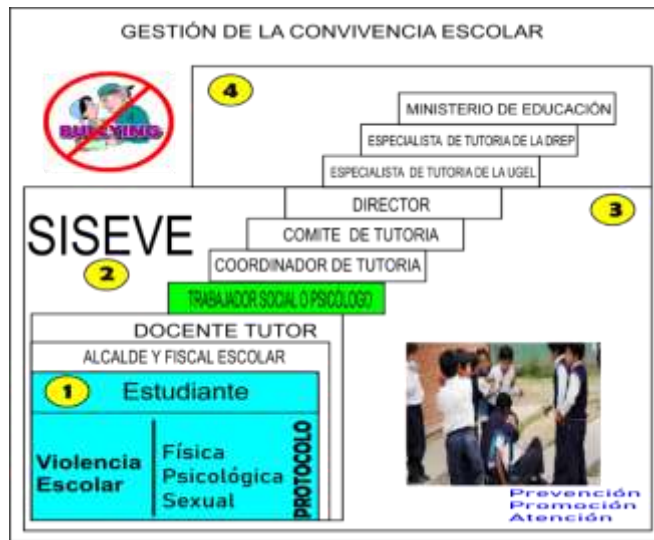 GESTIÓN DE LA CONVIVENCIA ESCOLAR
BULLYING
4
MINISTERIO DE EDUCACIÓN
ESPECIALISTA DE TUTORIA DE LA DREP
ESPECIALISTA DE TUTORIA DE LA UGEL
DIRECTOR
3
SISEVE
COMITE DE TUTORIA
2
COORDINADOR DE TUTORIA
TRABAJADOR SOCIAL O PSICÓLOGO
DOCENTE TUTOR
ALCALDE Y FISCAL ESCOLAR
1
Estudiante
Violencia
Escolar
Física
Psicológica
Sexual
PROTOCOLO
Prevención
Promoción
Atención